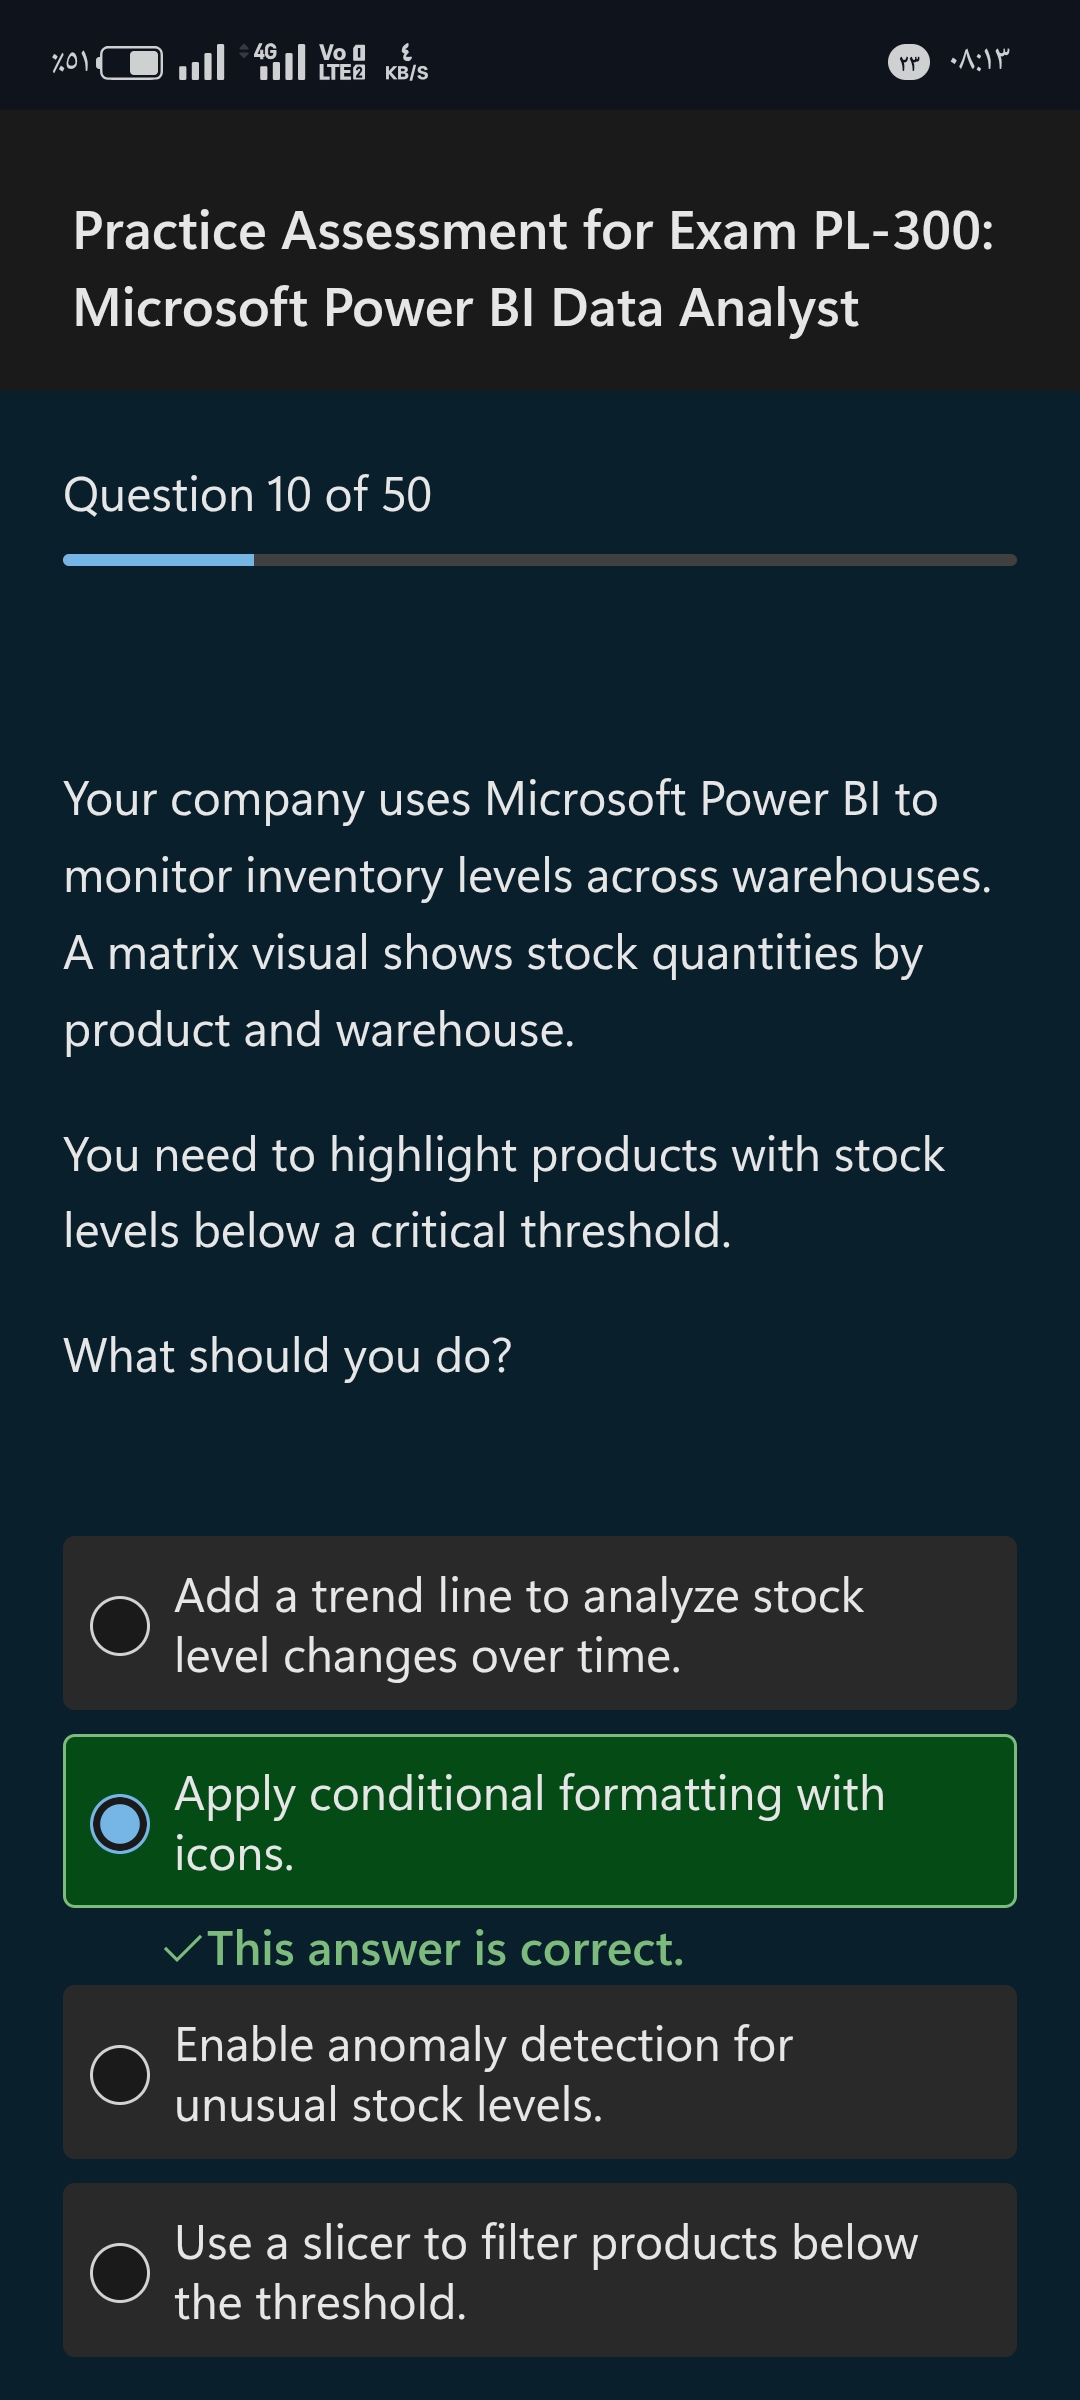 ٪٥١ 4G Vo 1 LTE 2 ٤ KB/S ٢٣ ٠٨:١٣
Practice Assessment for Exam PL-300:
Microsoft Power BI Data Analyst
Question 10 of 50
Your company uses Microsoft Power BI to
monitor inventory levels across warehouses.
A matrix visual shows stock quantities by
product and warehouse.
You need to highlight products with stock
levels below a critical threshold.
What should you do?
Add a trend line to analyze stock
level changes over time.
Apply conditional formatting with
icons.
This answer is correct.
Enable anomaly detection for
unusual stock levels.
Use a slicer to filter products below
the threshold.